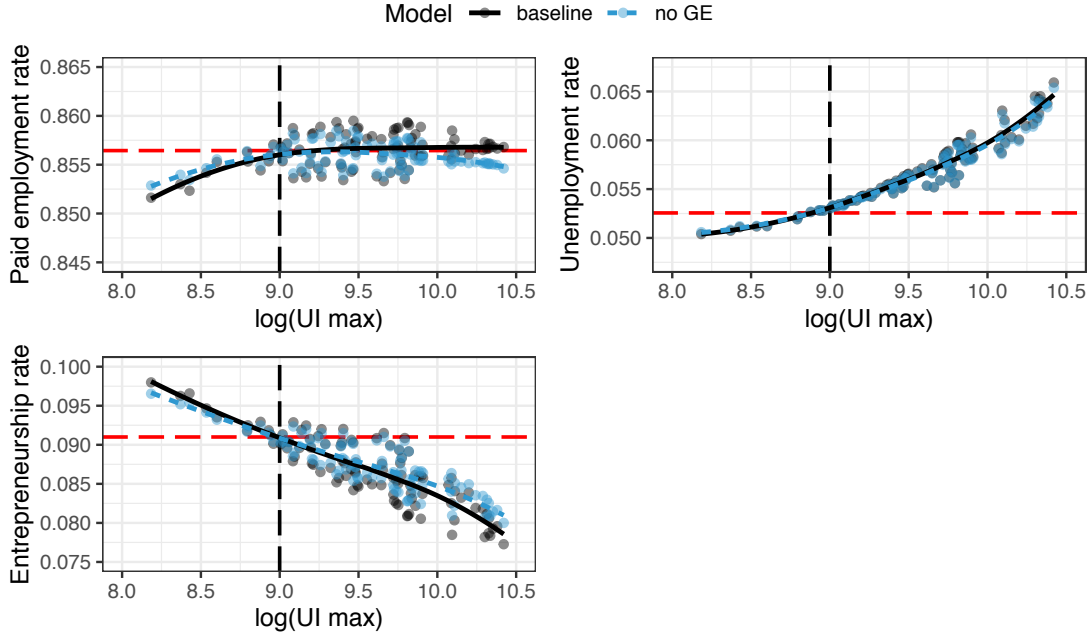 Model baseline no GE
Paid employment rate
0.865
0.860
0.855
0.850
0.845
8.0 8.5 9.0 9.5 10.0 10.5
log(UI max)
Unemployment rate
0.065
0.060
0.055
0.050
8.0 8.5 9.0 9.5 10.0 10.5
log(UI max)
Entrepreneurship rate
0.100
0.095
0.090
0.085
0.080
0.075
8.0 8.5 9.0 9.5 10.0 10.5
log(UI max)